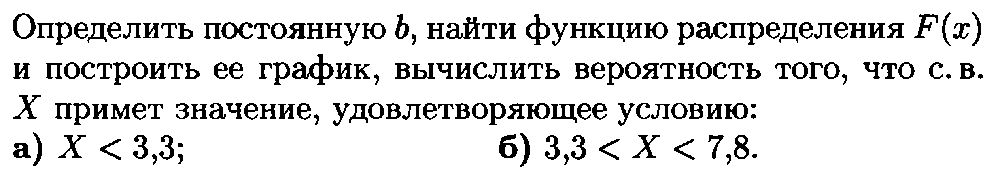 Определить постоянную b, найти функцию распределения F(x)
и построить ее график, вычислить вероятность того, что с. в.
X примет значение, удовлетворяющее условию:
а) X < 3,3; б) 3,3 < X < 7,8.